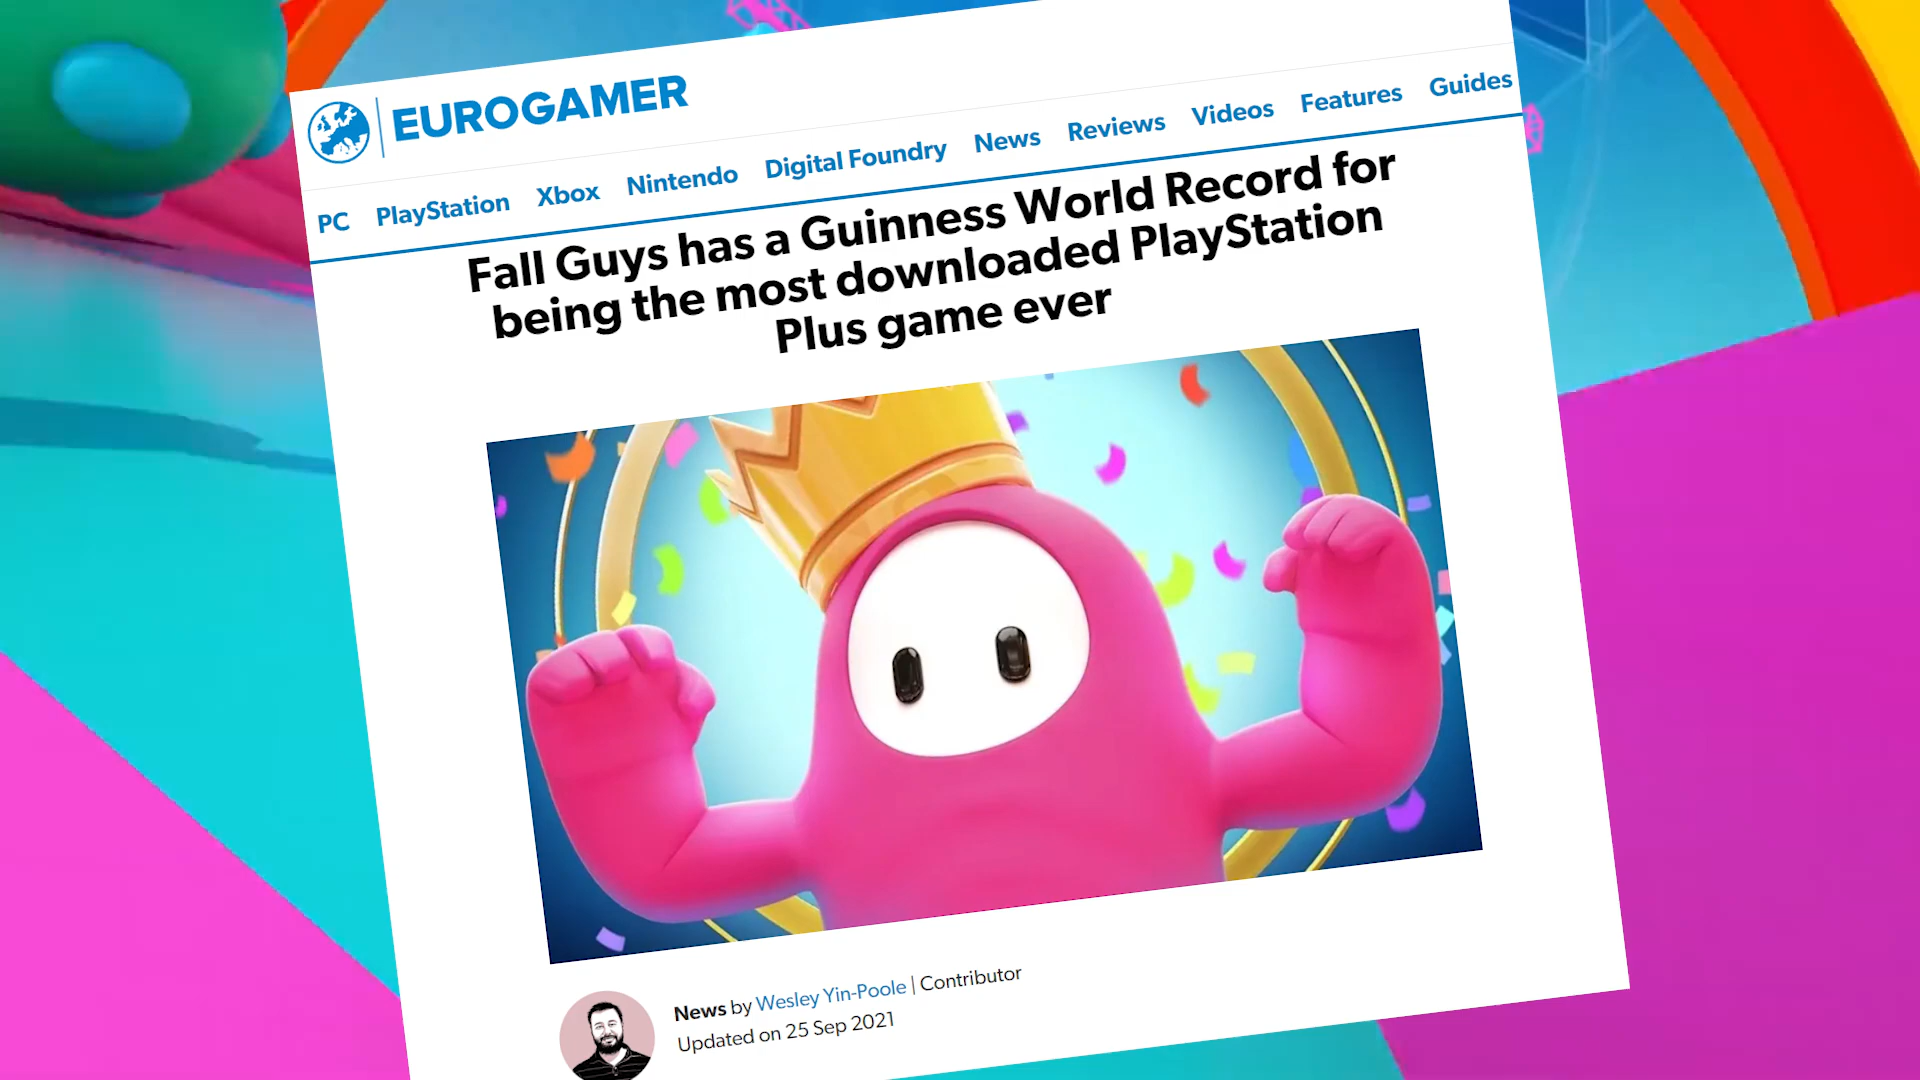 EUROGAMER
PC PlayStation Xbox Nintendo Digital Foundry News Reviews Videos Features Guides
Fall Guys has a Guinness World Record for
being the most downloaded PlayStation
Plus game ever
News by Wesley Yin-Poole | Contributor
Updated on 25 Sep 2021